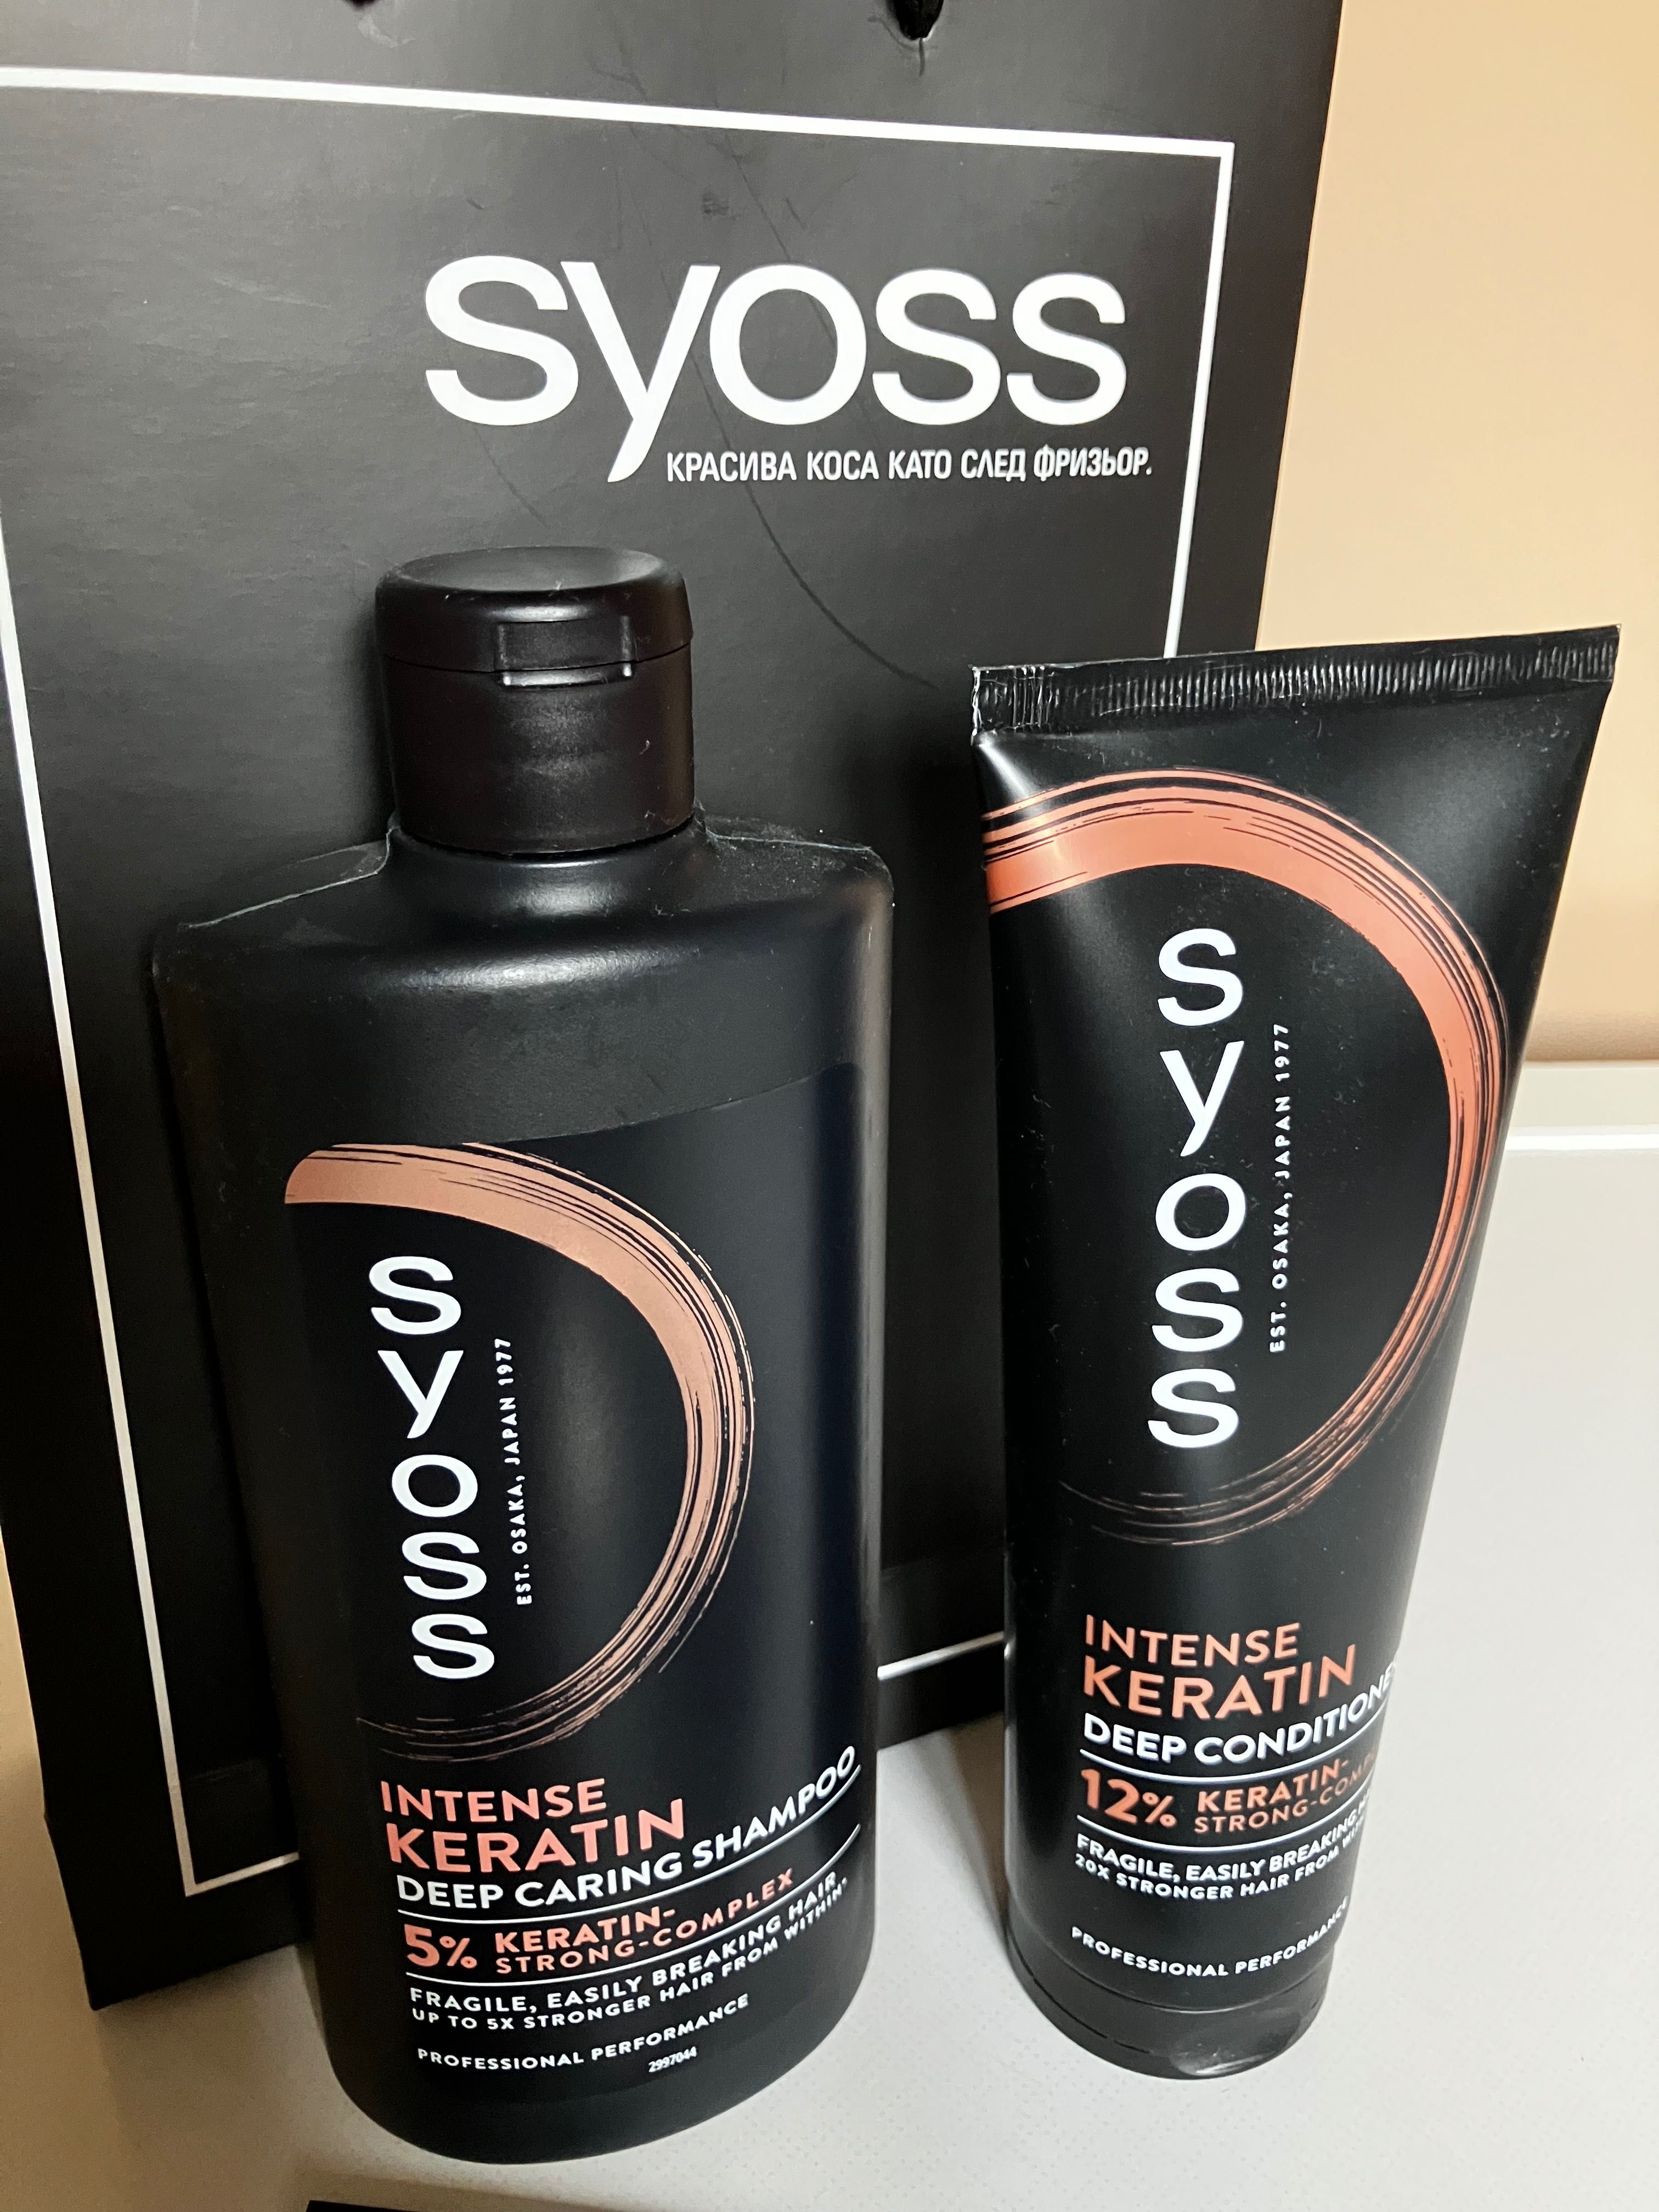 syoss
КРАСИВА КОСА КАТО СЛЕД ФРИЗЬОР.
syoss
EST. OSAKA, JAPAN 1977
INTENSE
KERATIN
DEEP CARING SHAMPOO
5% KERATIN-
STRONG-COMPLEX
FRAGILE, EASILY BREAKING HAIR
UP TO 5X STRONGER HAIR FROM WITHIN
PROFESSIONAL PERFORMANCE
2997044
syoss
EST. OSAKA, JAPAN 1977
INTENSE
KERATIN
DEEP CONDITIONE
12% KERATIN-
STRONG-COMP
FRAGILE, EASILY BREAKING
20X STRONGER HAIR FROM
PROFESSIONAL PERFORMANCE